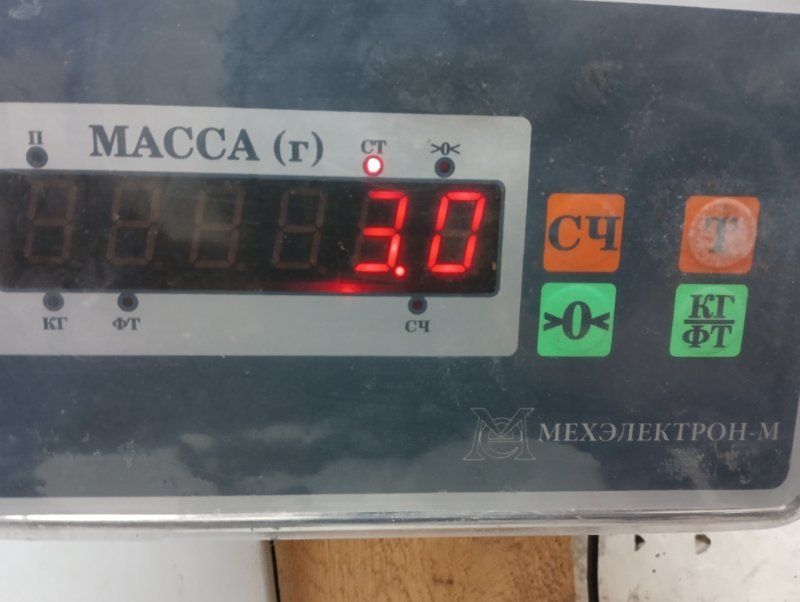 П
МАССА (г)
СТ
>0<
3.0
КГ
ФТ
СЧ
СЧ
Т
>0<
КГ
ФТ
МЕХЭЛЕКТРОН-М